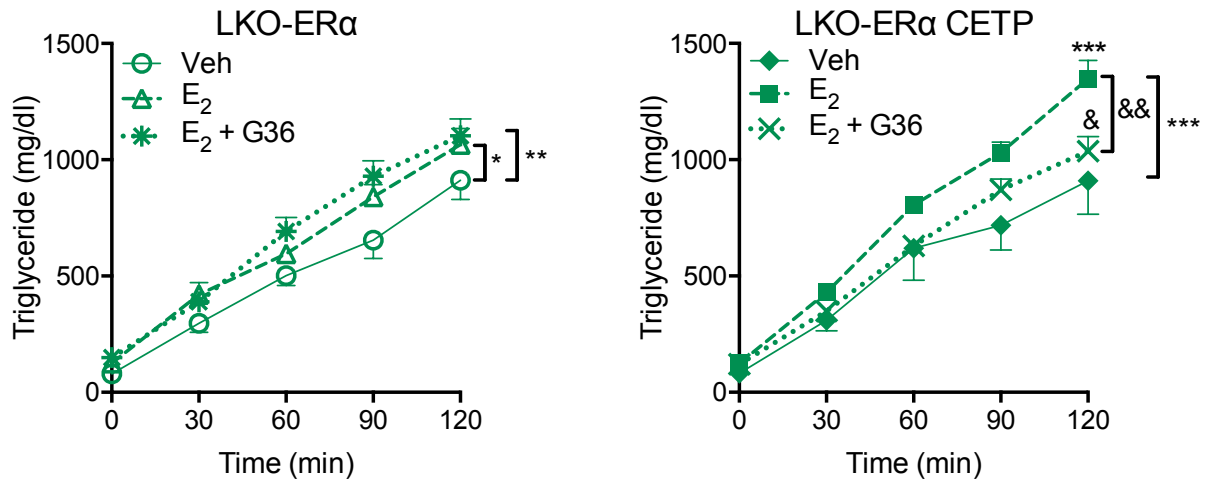 LKO-ERα
Triglyceride (mg/dl)
1500
1000
500
0
Veh
E2
E2 + G36
*
**
0 30 60 90 120
Time (min)
LKO-ERα CETP
Triglyceride (mg/dl)
1500
1000
500
0
Veh
E2
E2 + G36
***
&
&&
***
0 30 60 90 120
Time (min)